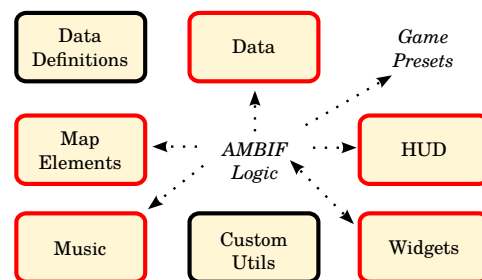 Data
Definitions
Data
Game
Presets
Map
Elements
AMBIF
Logic
HUD
Music
Custom
Utils
Widgets